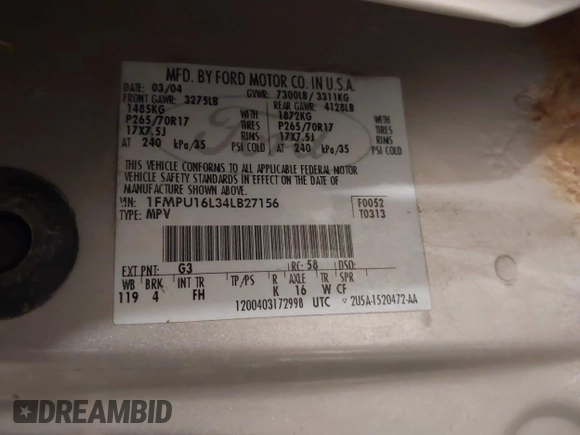 MFD. BY FORD MOTOR CO. IN U.S.A.
DATE: 03/04 GVWR: 7300LB / 3311KG
FRONT GAWR: 3275LB REAR GAWR: 4128LB
1485KG WITH 1872KG WITH
P265/70R17 TIRES P265/70R17 TIRES
17X7.5J RIMS 17X7.5J RIMS
AT 240 kPa/35 PSI COLD AT 240 kPa/35 PSI COLD
THIS VEHICLE CONFORMS TO ALL APPLICABLE FEDERAL MOTOR
VEHICLE SAFETY STANDARDS IN EFFECT ON THE DATE OF
MANUFACTURE SHOWN ABOVE.
VIN: 1FMPU16L34LB27156 F0052
TYPE: MPV T0313
Ford
EXT PNT: G3 RC: 58 DSO:
WB BRK INT TR TP/PS R AXLE TR SPR
119 4 FH K 16 W CF
1200403172998 UTC 2U5A-1520472-AA
DREAMBID